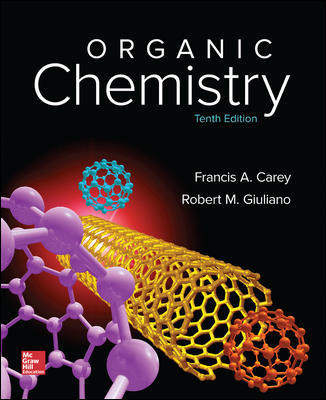 ORGANIC
Chemistry
Tenth Edition
Francis A. Carey
Robert M. Giuliano
Mc
Graw
Hill
Education